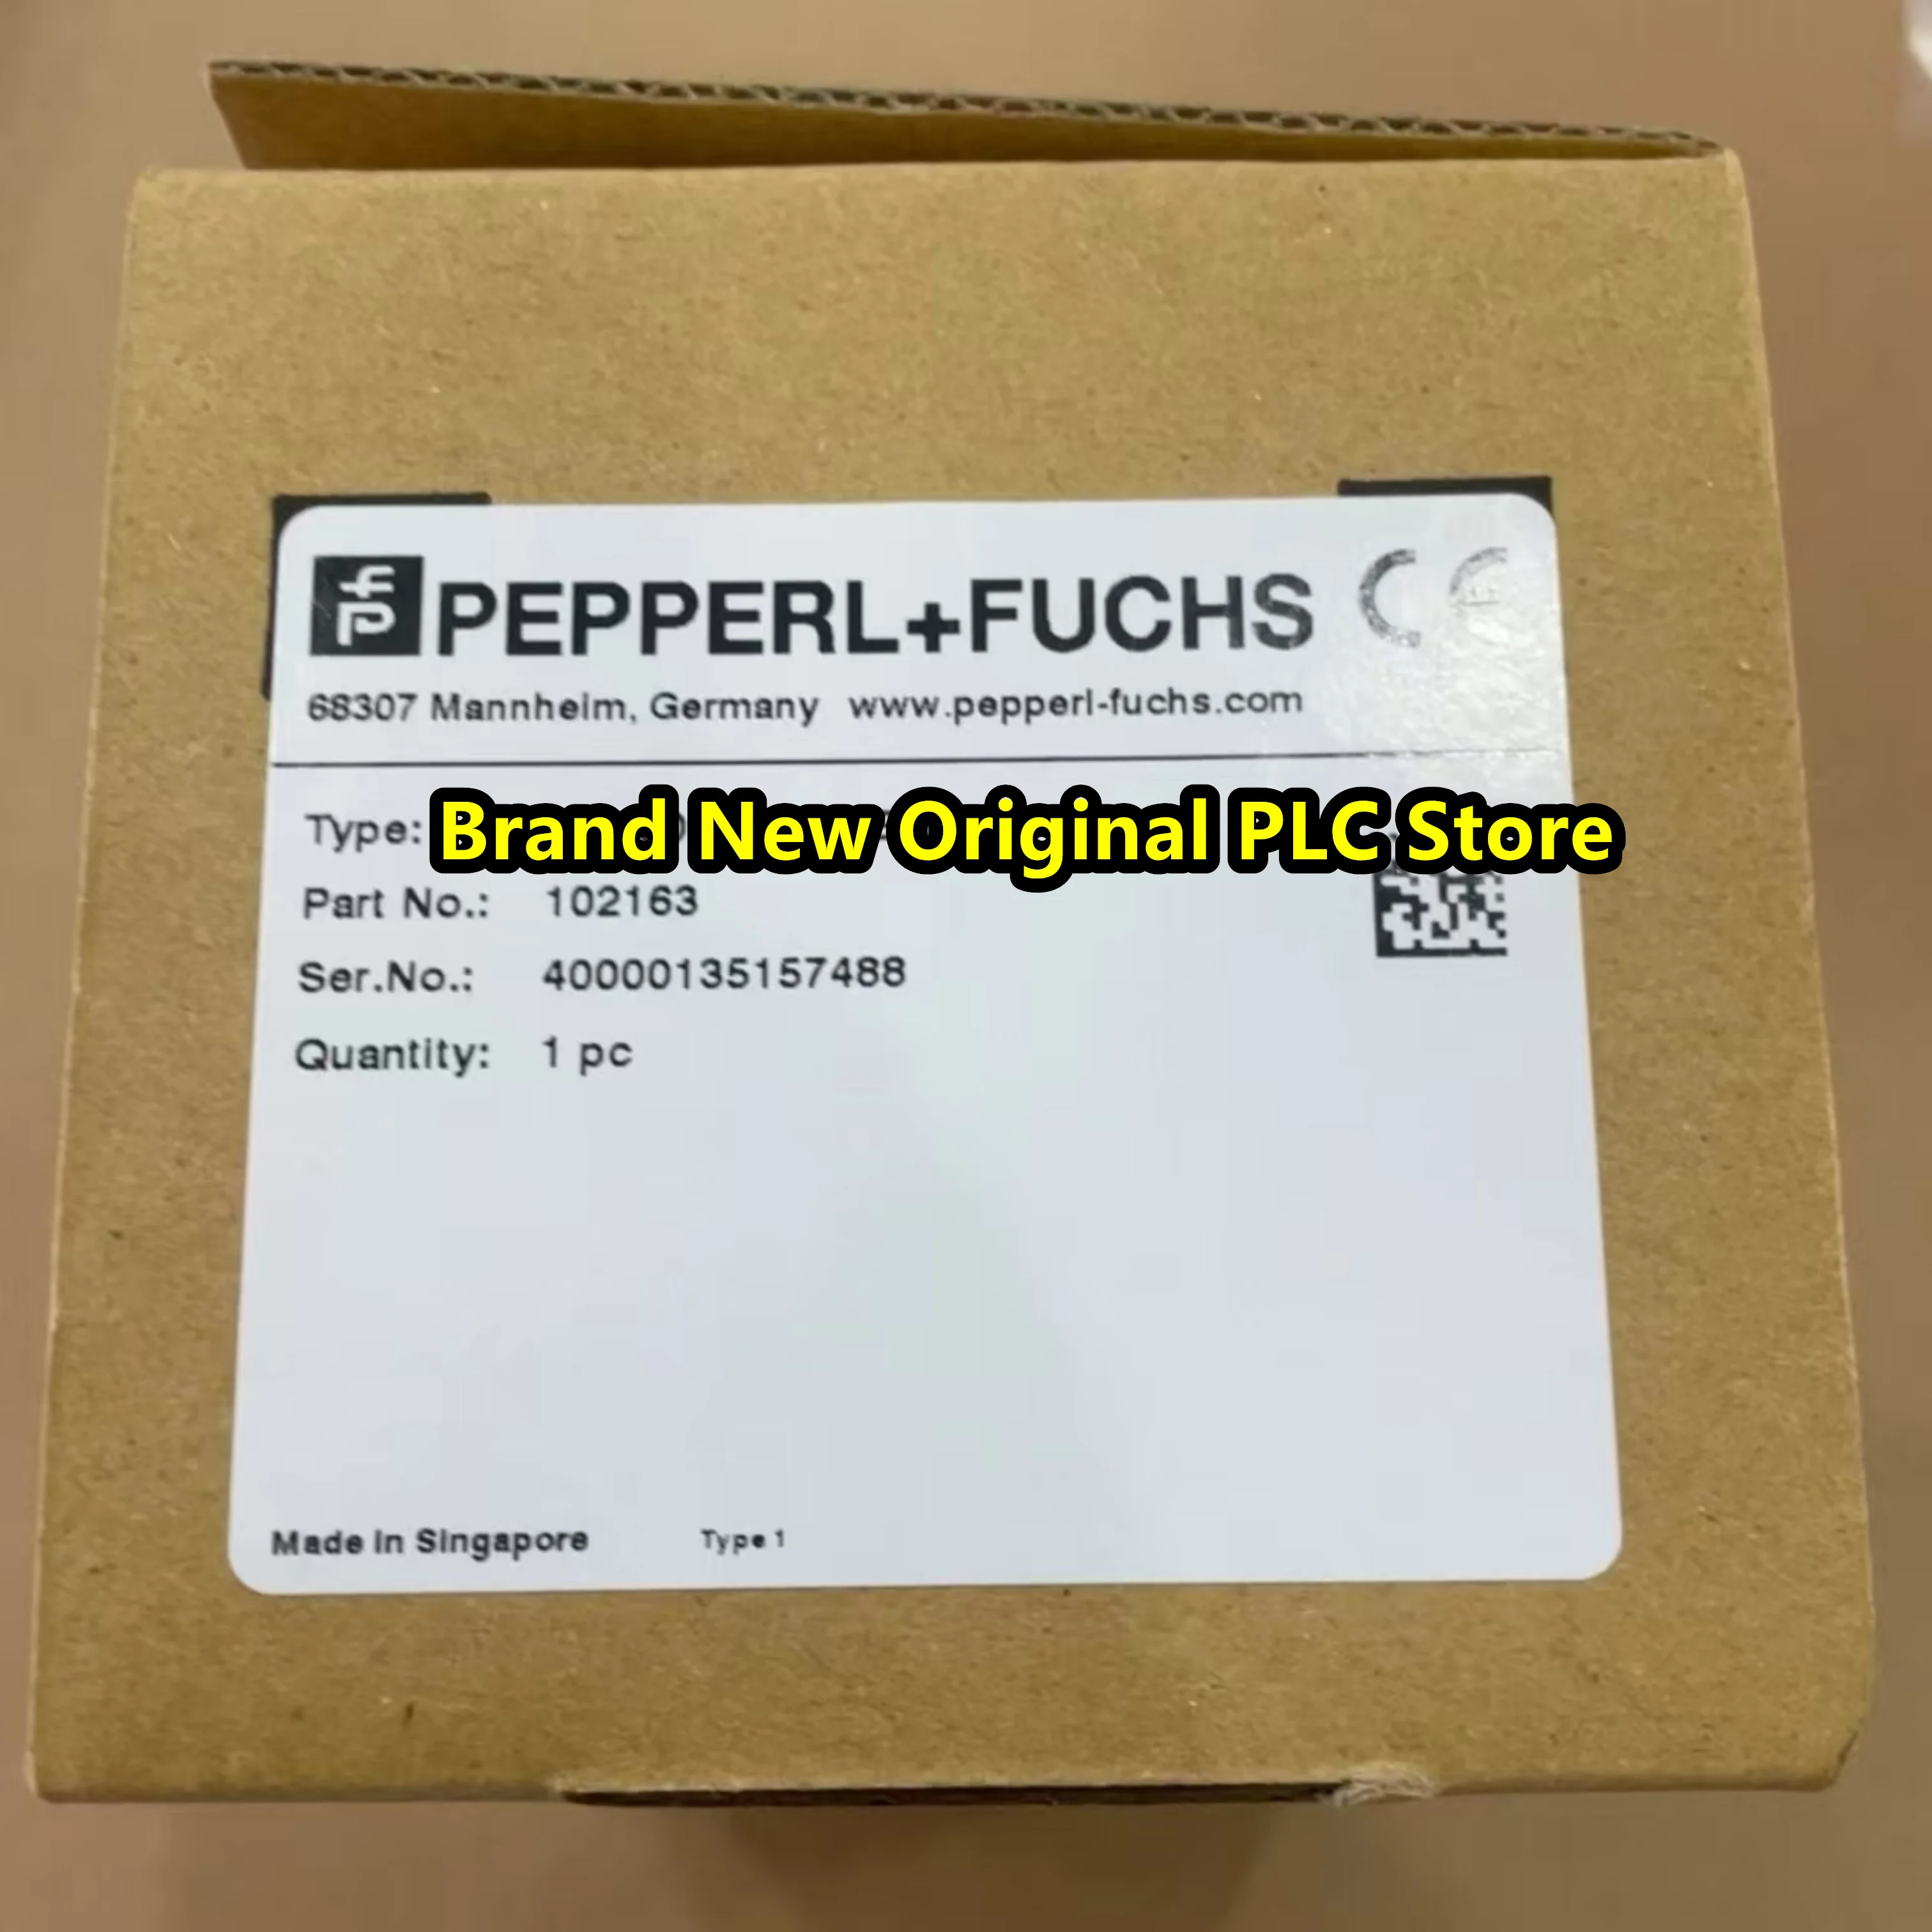 PEPPERL+FUCHS CE
68307 Mannheim, Germany www.pepperl-fuchs.com
Type: Brand New Original PLC Store
Part No.: 102163
Ser.No.: 40000135157488
Quantity: 1 pc
Made in Singapore Type 1